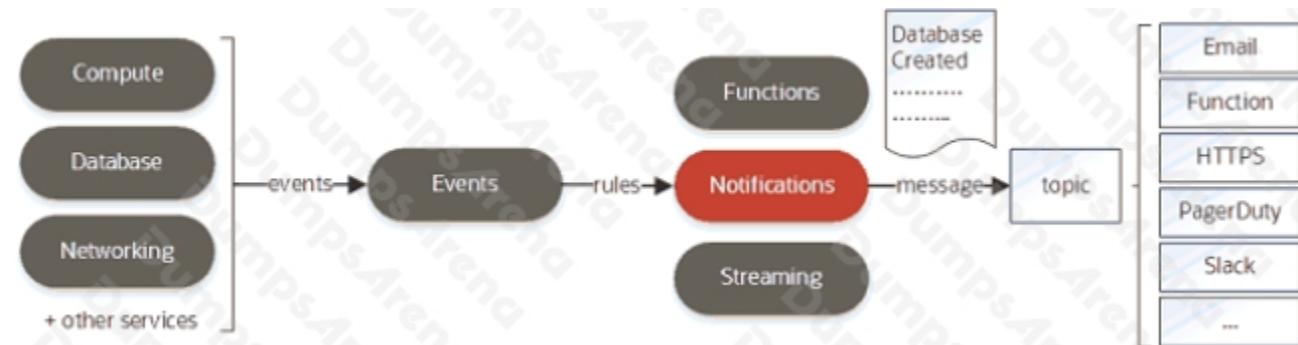 Compute
Database
Networking
+ other services
events
Events
rules
Functions
Notifications
Streaming
Database
Created
..........
........
message
topic
Email
Function
HTTPS
PagerDuty
Slack
...
DumpsArena